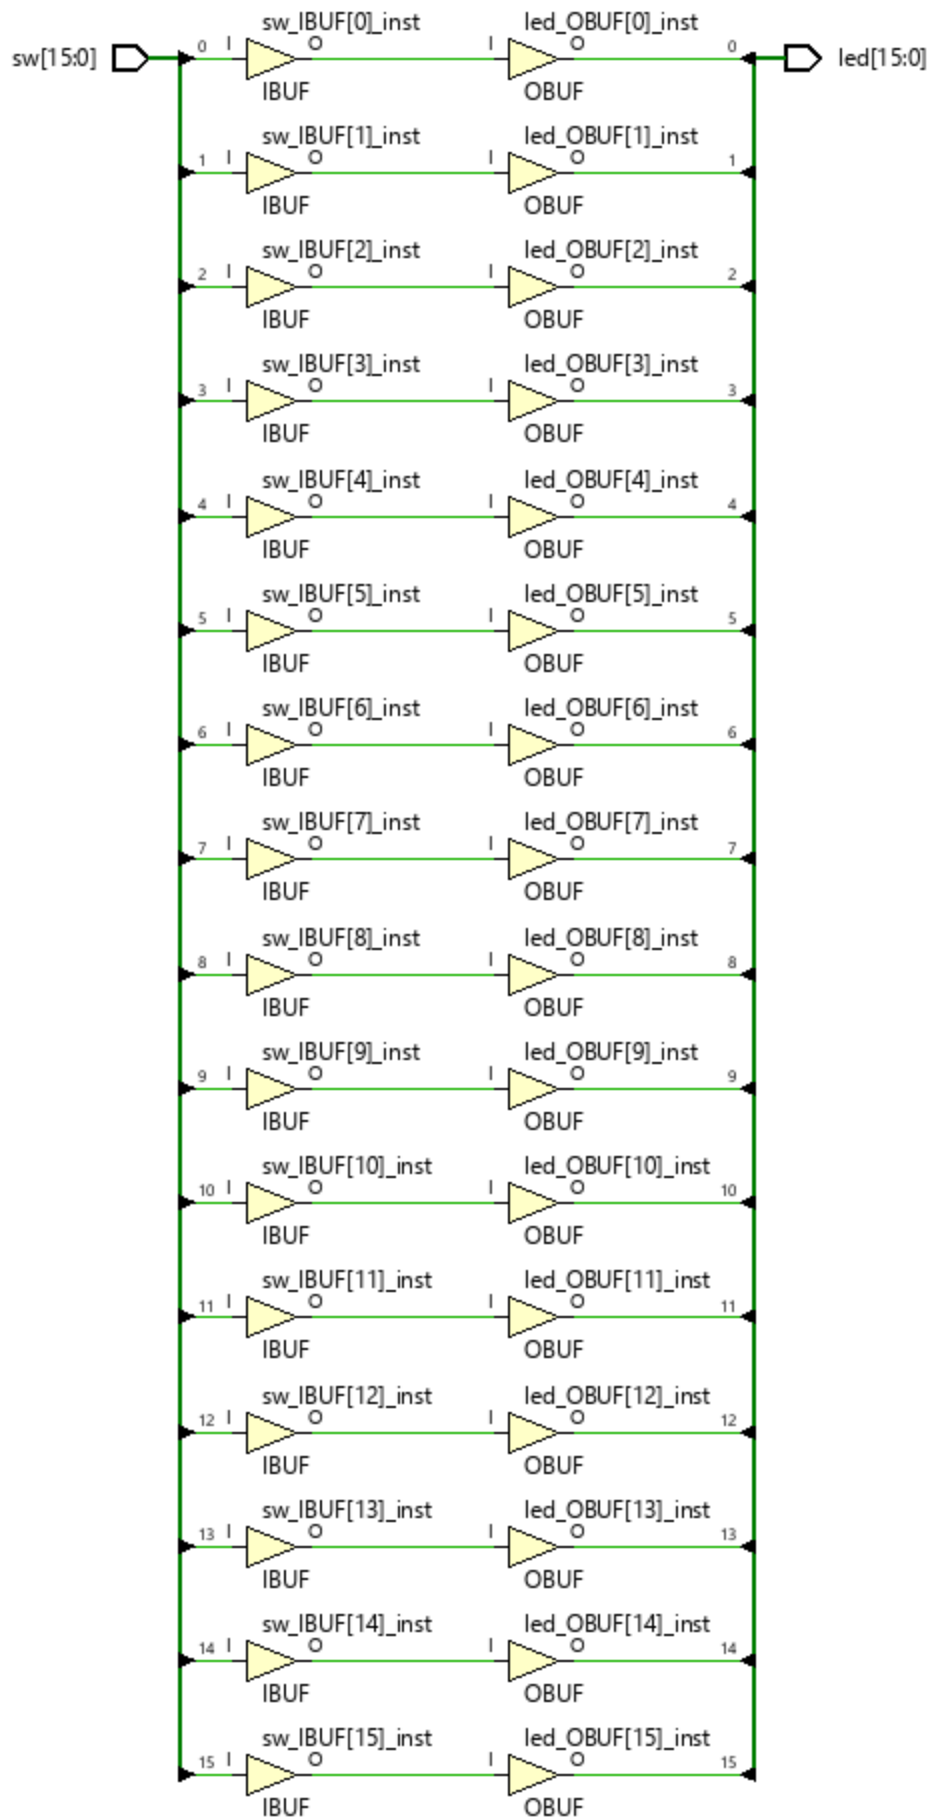 sw_IBUF[0]_inst led_OBUF[0]_inst
sw[15:0] 0 I O I O 0 led[15:0]
IBUF OBUF
sw_IBUF[1]_inst led_OBUF[1]_inst
1 I O I O 1
IBUF OBUF
sw_IBUF[2]_inst led_OBUF[2]_inst
2 I O I O 2
IBUF OBUF
sw_IBUF[3]_inst led_OBUF[3]_inst
3 I O I O 3
IBUF OBUF
sw_IBUF[4]_inst led_OBUF[4]_inst
4 I O I O 4
IBUF OBUF
sw_IBUF[5]_inst led_OBUF[5]_inst
5 I O I O 5
IBUF OBUF
sw_IBUF[6]_inst led_OBUF[6]_inst
6 I O I O 6
IBUF OBUF
sw_IBUF[7]_inst led_OBUF[7]_inst
7 I O I O 7
IBUF OBUF
sw_IBUF[8]_inst led_OBUF[8]_inst
8 I O I O 8
IBUF OBUF
sw_IBUF[9]_inst led_OBUF[9]_inst
9 I O I O 9
IBUF OBUF
sw_IBUF[10]_inst led_OBUF[10]_inst
10 I O I O 10
IBUF OBUF
sw_IBUF[11]_inst led_OBUF[11]_inst
11 I O I O 11
IBUF OBUF
sw_IBUF[12]_inst led_OBUF[12]_inst
12 I O I O 12
IBUF OBUF
sw_IBUF[13]_inst led_OBUF[13]_inst
13 I O I O 13
IBUF OBUF
sw_IBUF[14]_inst led_OBUF[14]_inst
14 I O I O 14
IBUF OBUF
sw_IBUF[15]_inst led_OBUF[15]_inst
15 I O I O 15
IBUF OBUF